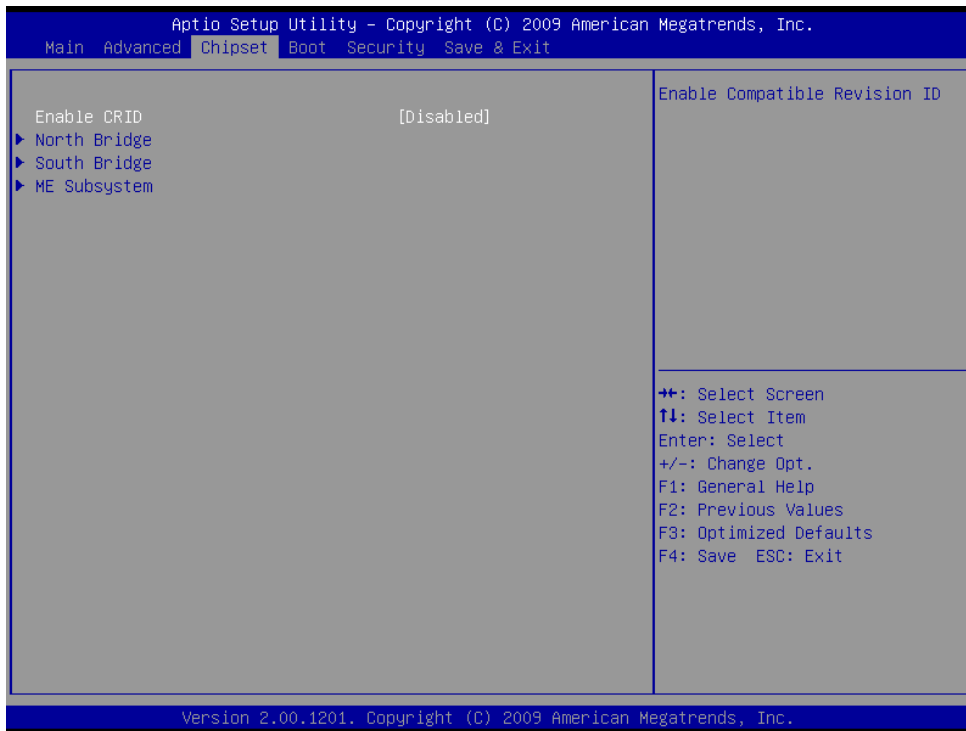 Aptio Setup Utility – Copyright (C) 2009 American Megatrends, Inc.
Main Advanced Chipset Boot Security Save & Exit
Enable CRID [Disabled]
North Bridge
South Bridge
ME Subsystem
Enable Compatible Revision ID
→←: Select Screen
↑↓: Select Item
Enter: Select
+/-: Change Opt.
F1: General Help
F2: Previous Values
F3: Optimized Defaults
F4: Save ESC: Exit
Version 2.00.1201. Copyright (C) 2009 American Megatrends, Inc.